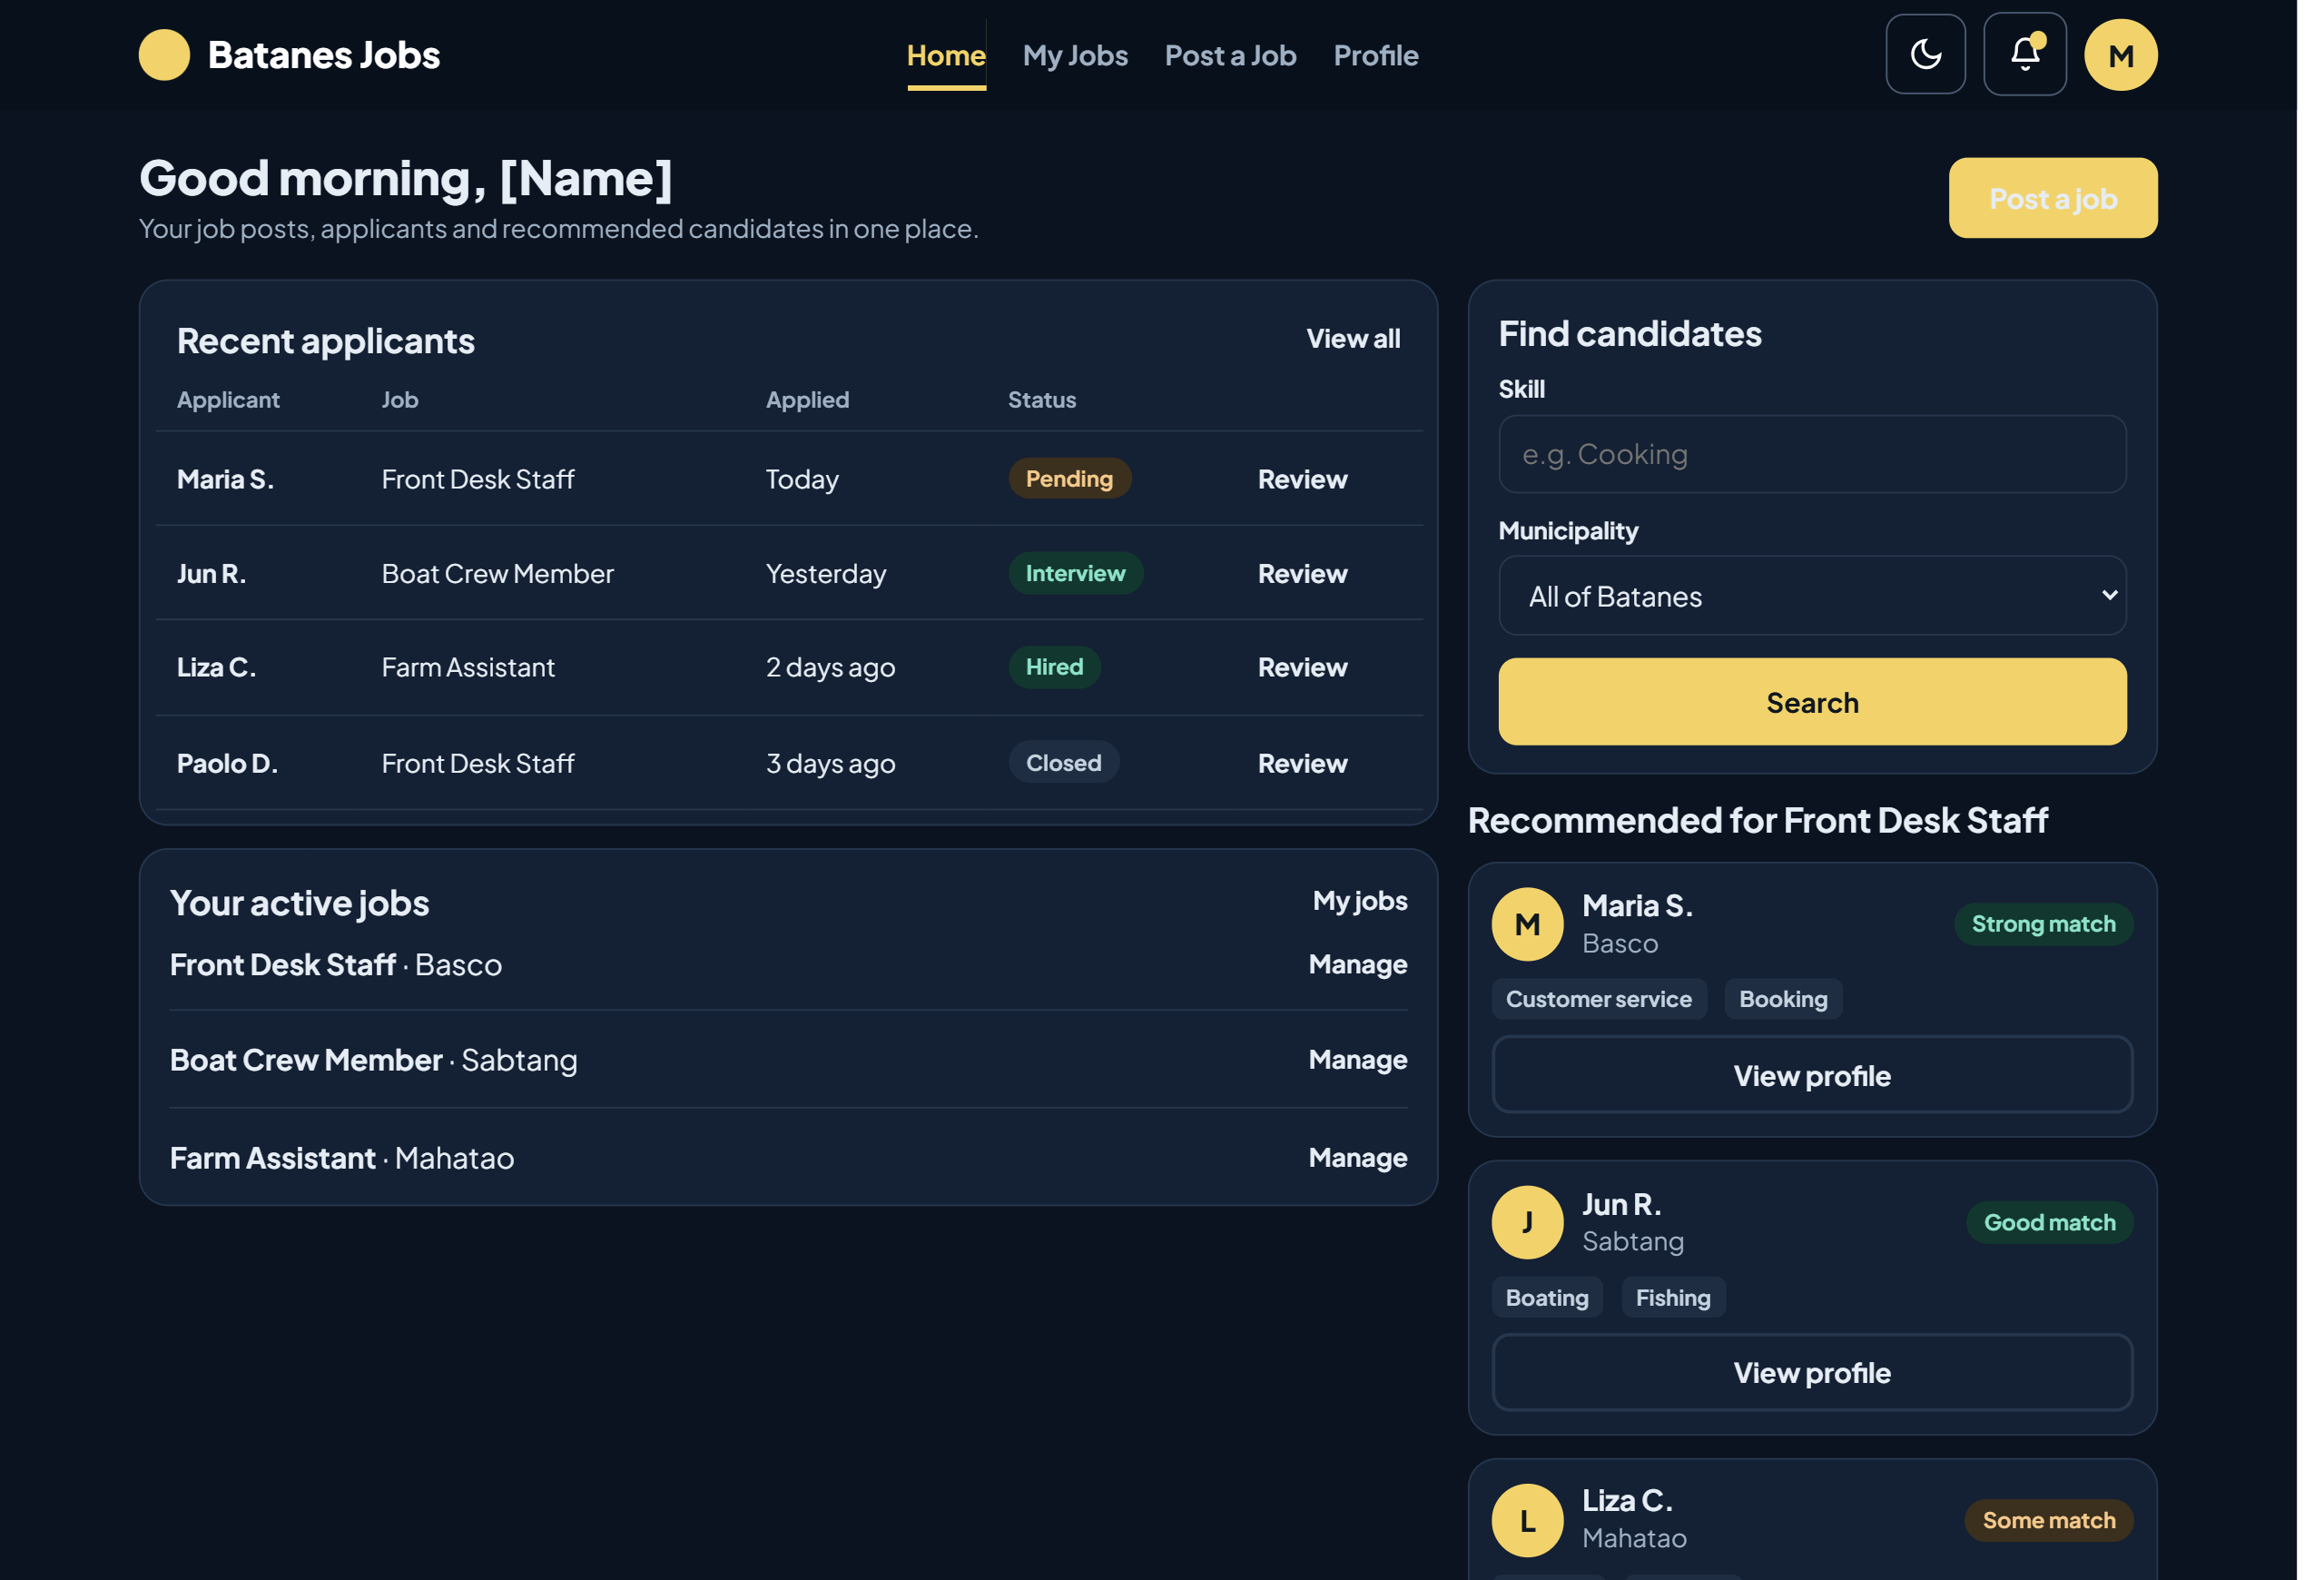 Batanes Jobs
Home My Jobs Post a Job Profile
M
Good morning, [Name]
Your job posts, applicants and recommended candidates in one place.
Post a job
Recent applicants View all
Applicant Job Applied Status
Maria S. Front Desk Staff Today Pending Review
Jun R. Boat Crew Member Yesterday Interview Review
Liza C. Farm Assistant 2 days ago Hired Review
Paolo D. Front Desk Staff 3 days ago Closed Review
Your active jobs My jobs
Front Desk Staff · Basco Manage
Boat Crew Member · Sabtang Manage
Farm Assistant · Mahatao Manage
Find candidates
Skill
e.g. Cooking
Municipality
All of Batanes
Search
Recommended for Front Desk Staff
M
Maria S.
Basco
Strong match
Customer service Booking
View profile
J
Jun R.
Sabtang
Good match
Boating Fishing
View profile
L
Liza C.
Mahatao
Some match